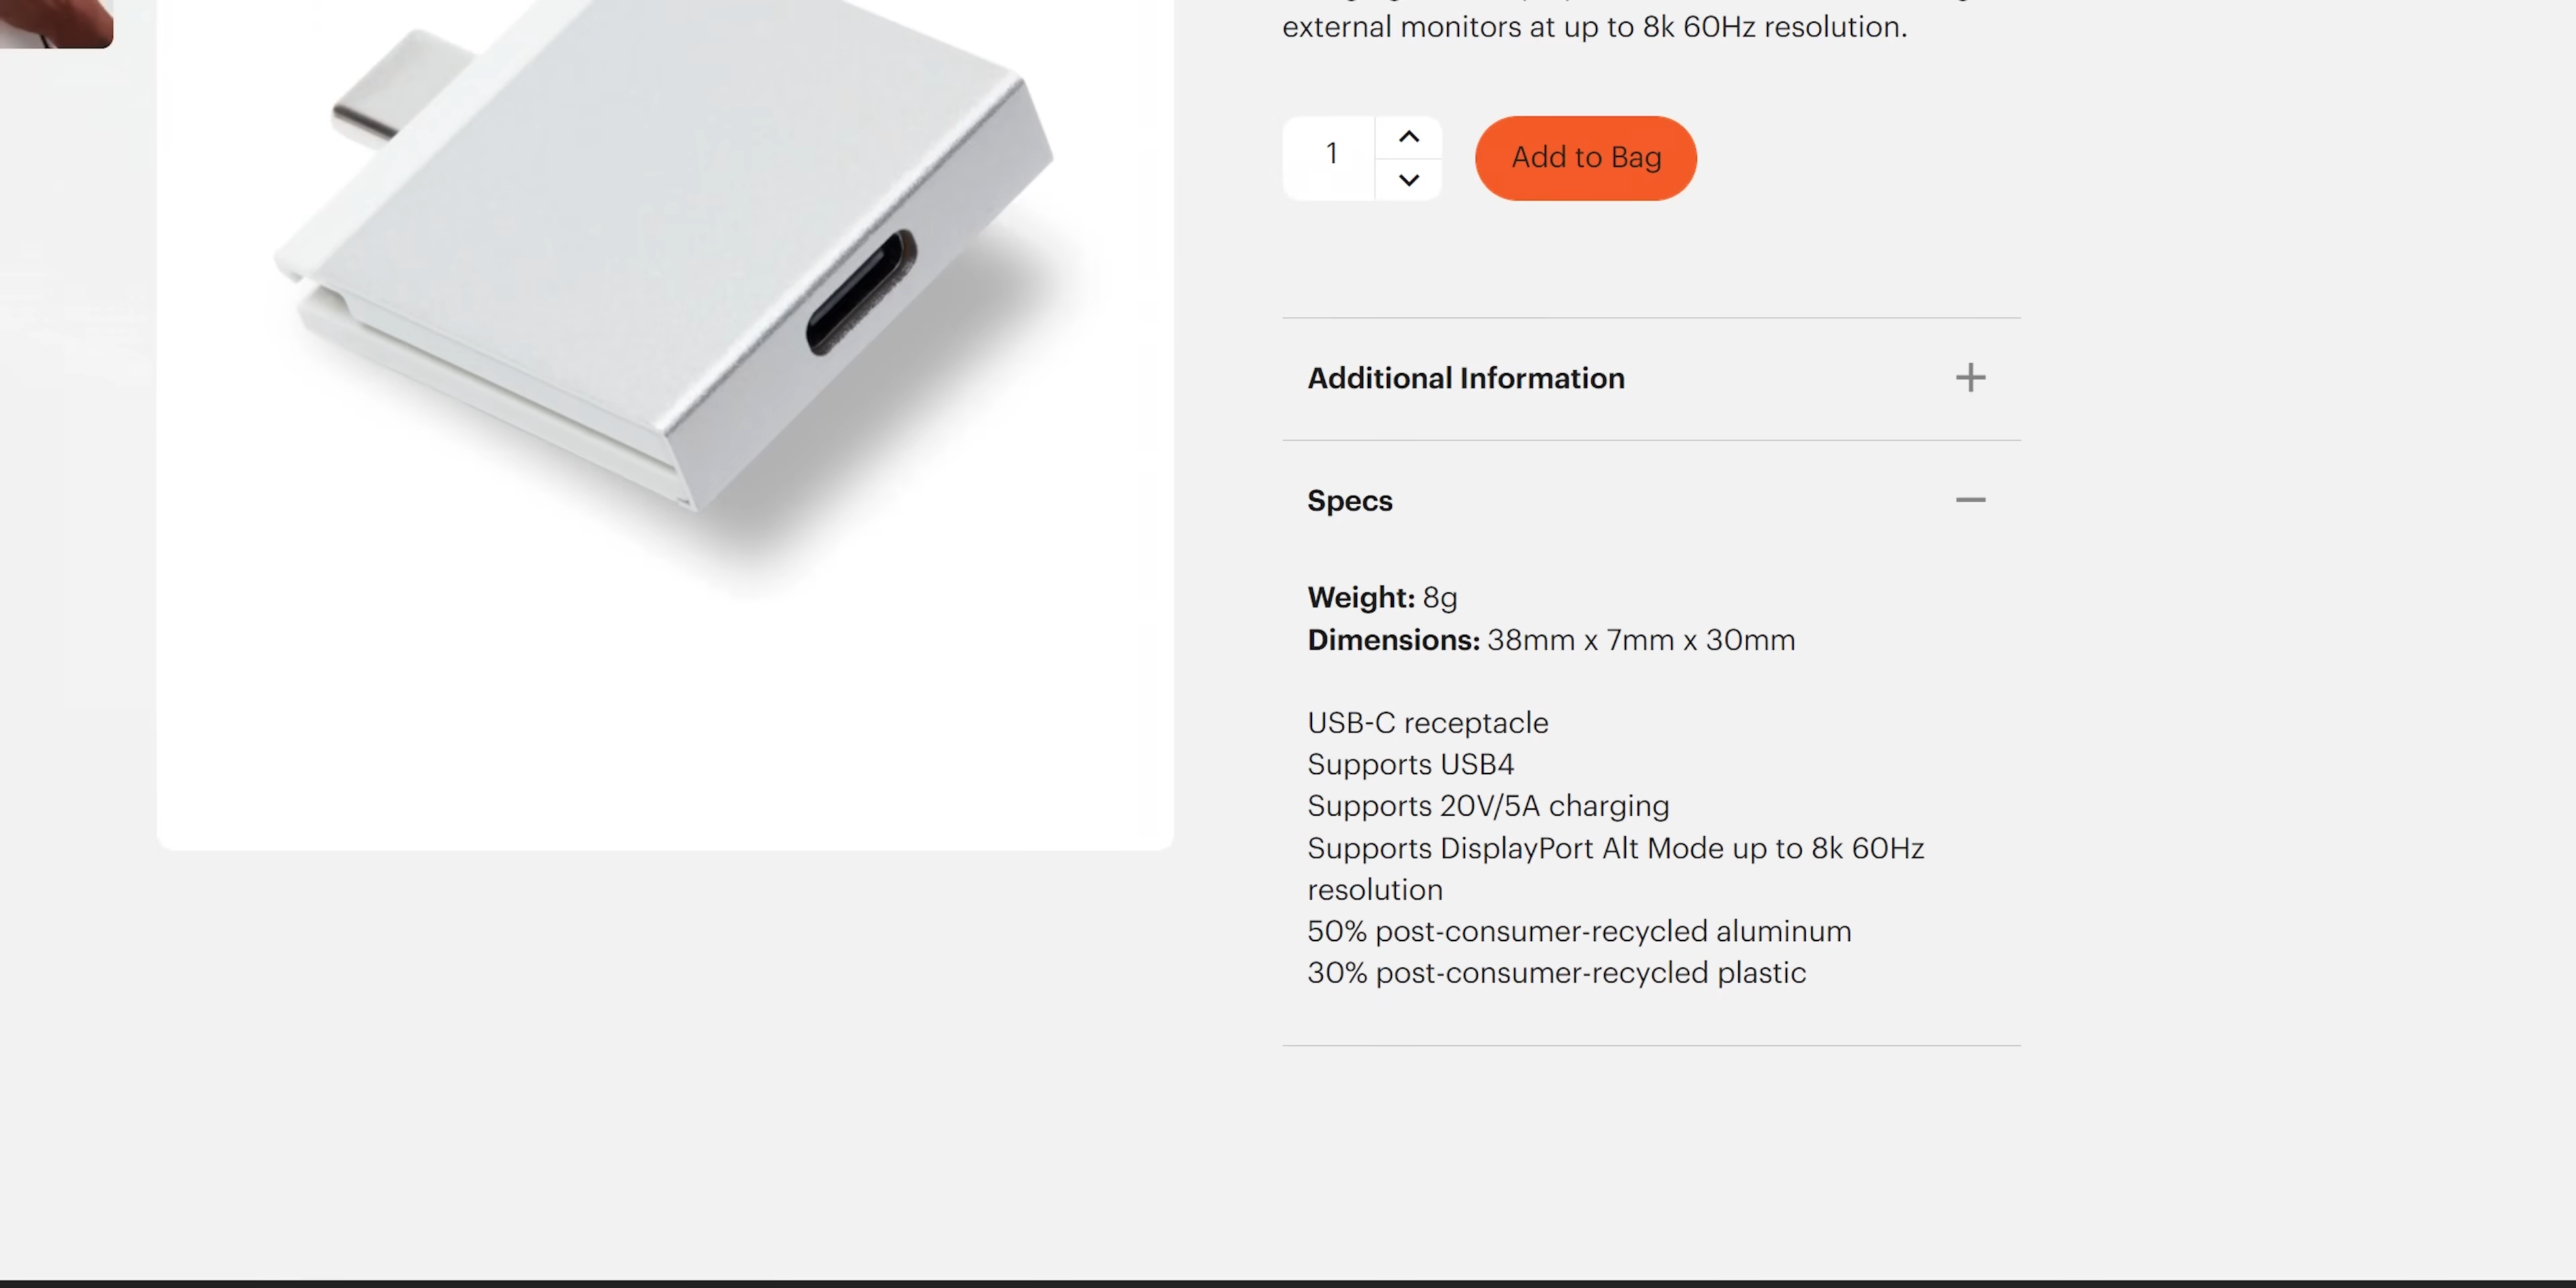 external monitors at up to 8k 60Hz resolution.
1
Add to Bag
Additional Information
Specs
Weight: 8g
Dimensions: 38mm x 7mm x 30mm
USB-C receptacle
Supports USB4
Supports 20V/5A charging
Supports DisplayPort Alt Mode up to 8k 60Hz
resolution
50% post-consumer-recycled aluminum
30% post-consumer-recycled plastic